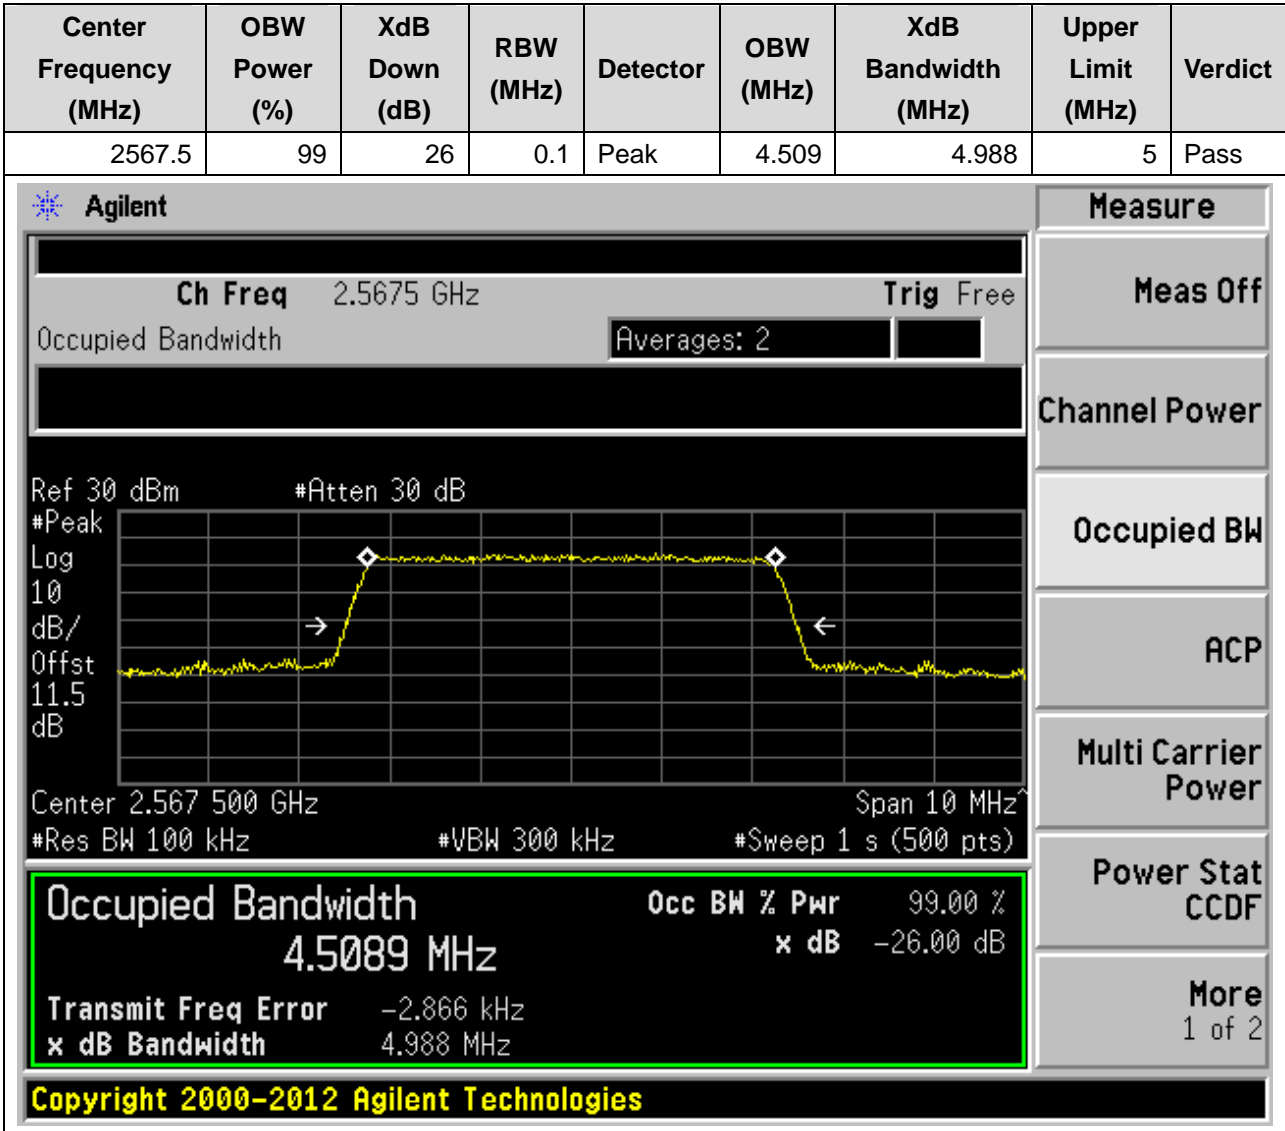 Center Frequency (MHz) OBW Power (%) XdB Down (dB) RBW (MHz) Detector OBW (MHz) XdB Bandwidth (MHz) Upper Limit (MHz) Verdict
2567.5 99 26 0.1 Peak 4.509 4.988 5 Pass
Agilent
Measure
Ch Freq 2.5675 GHz Trig Free
Meas Off
Occupied Bandwidth Averages: 2
Channel Power
Ref 30 dBm #Atten 30 dB
#Peak
Log
10
dB/
Offst
11.5
dB
Occupied BW
ACP
Multi Carrier
Power
Center 2.567 500 GHz Span 10 MHz^
#Res BW 100 kHz #VBW 300 kHz #Sweep 1 s (500 pts)
Power Stat
CCDF
Occupied Bandwidth Occ BW % Pwr 99.00 %
4.5089 MHz x dB -26.00 dB
Transmit Freq Error -2.866 kHz
x dB Bandwidth 4.988 MHz
More
1 of 2
Copyright 2000-2012 Agilent Technologies